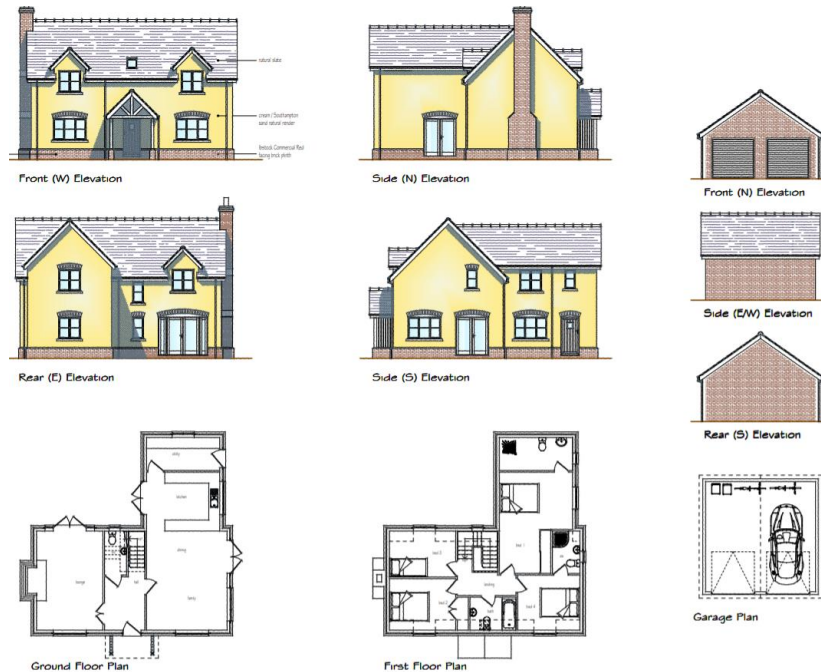 natural slate
cream / Southampton
sand natural render
Ibstock Commercial Red
facing brick plinth
Front (W) Elevation
Side (N) Elevation
Front (N) Elevation
Rear (E) Elevation
Side (S) Elevation
Side (E/W) Elevation
Rear (S) Elevation
utility
kitchen
dining
lounge
hall
family
bed 1
bed 3
landing
bed 2
bed 4
Garage Plan
Ground Floor Plan
First Floor Plan